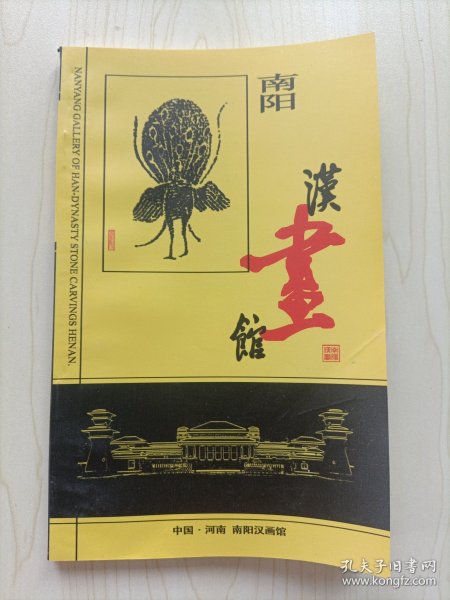 NANYANG GALLERY OF HAN-DYNASTY STONE CARVINGS HENAN.
南阳
漢
畫
館
中国·河南 南阳汉画馆
孔夫子旧书网
www.kongfz.com